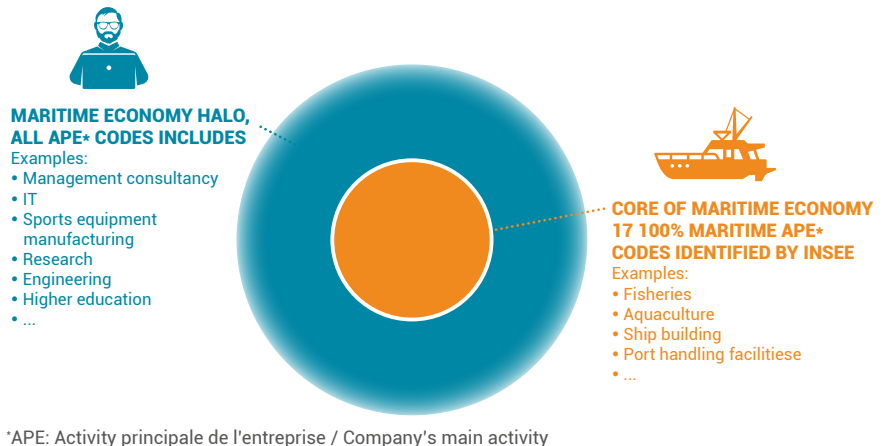 MARITIME ECONOMY HALO,
ALL APE* CODES INCLUDES
Examples:
• Management consultancy
• IT
• Sports equipment
manufacturing
• Research
• Engineering
• Higher education
• ...
CORE OF MARITIME ECONOMY
17 100% MARITIME APE*
CODES IDENTIFIED BY INSEE
Examples:
• Fisheries
• Aquaculture
• Ship building
• Port handling facilitiese
• ...
*APE: Activity principale de l'entreprise / Company's main activity